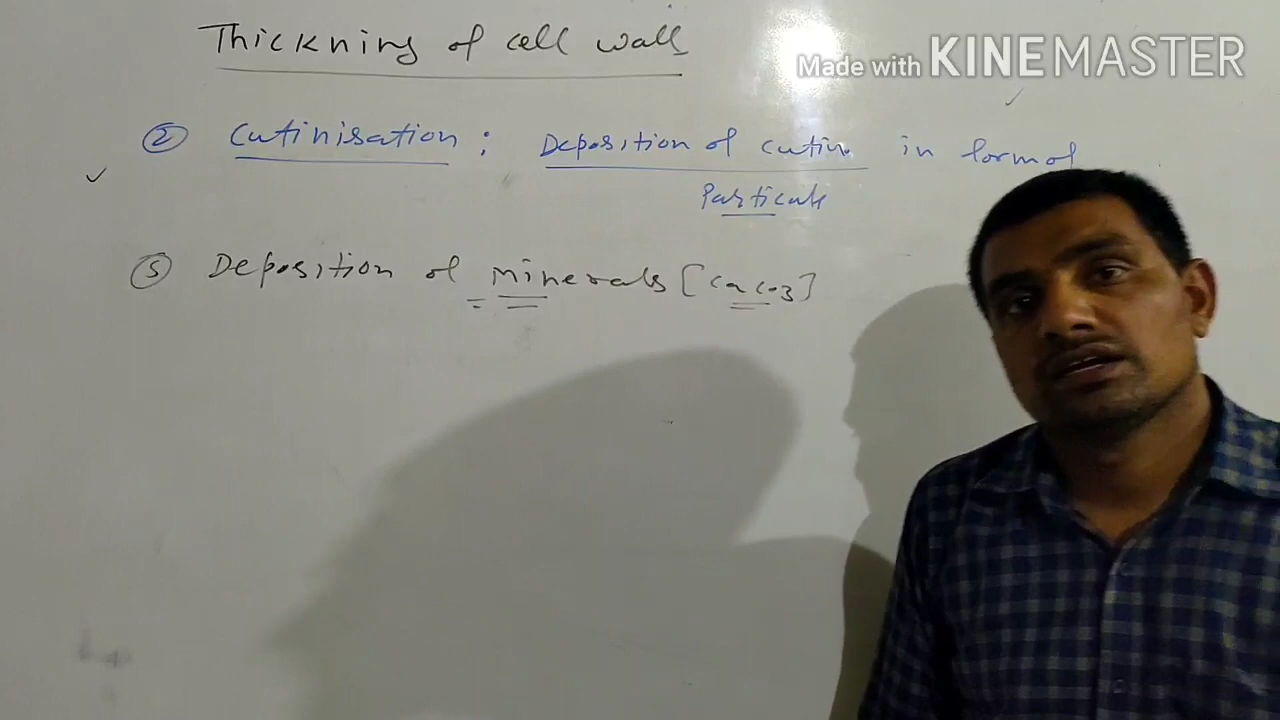 Thickning of cell wall
Made with KINEMASTER
② Cutinisation : Deposition of cutin in form of
Particals
⑤ Deposition of Minerals [CaCO3]